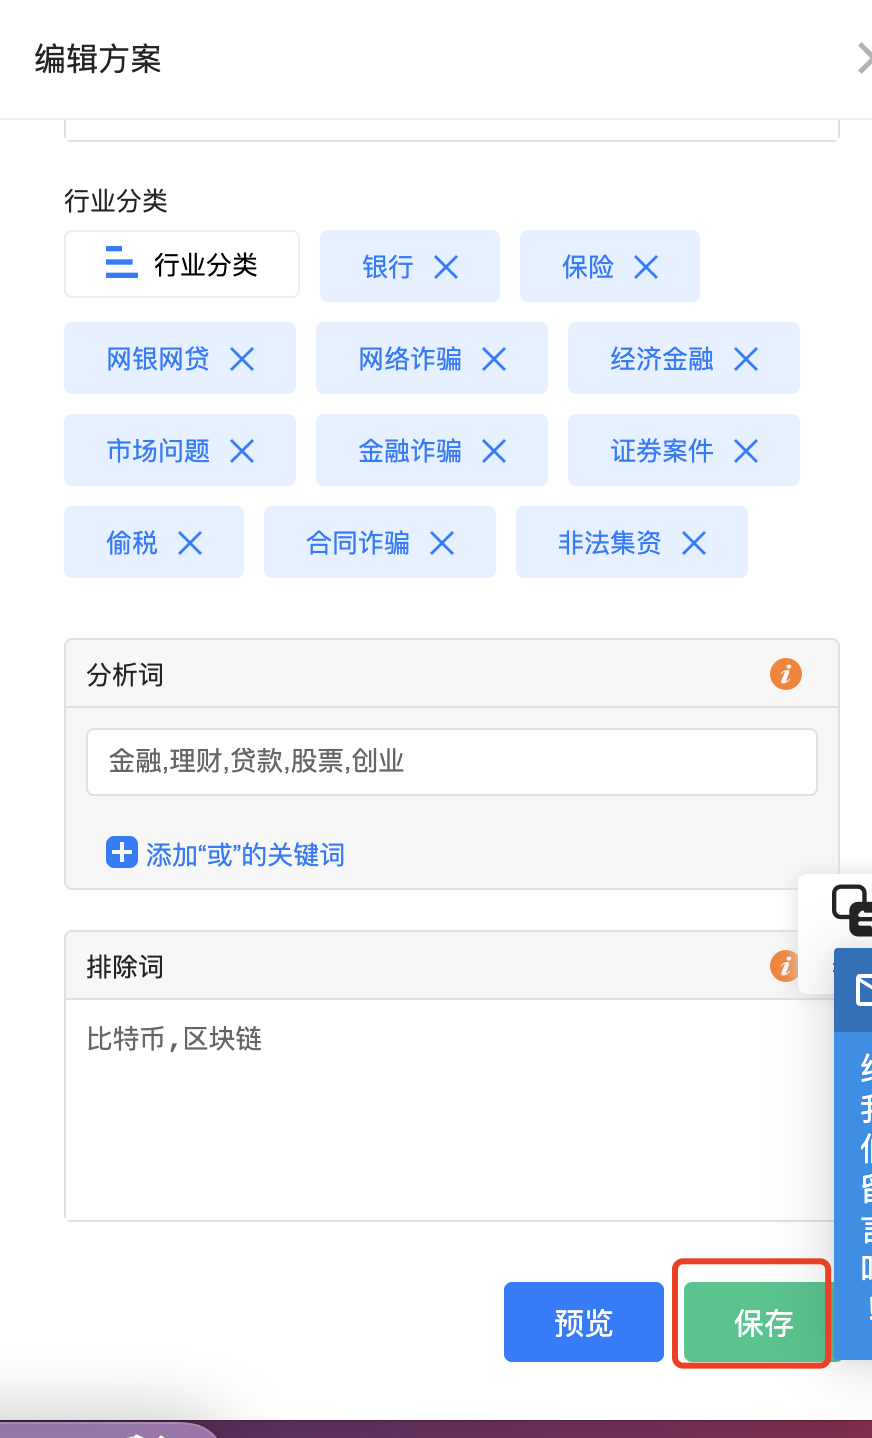 编辑方案
行业分类
行业分类 银行 保险
网银网贷 网络诈骗 经济金融
市场问题 金融诈骗 证券案件
偷税 合同诈骗 非法集资
分析词
金融,理财,贷款,股票,创业
添加“或”的关键词
排除词
比特币,区块链
预览 保存